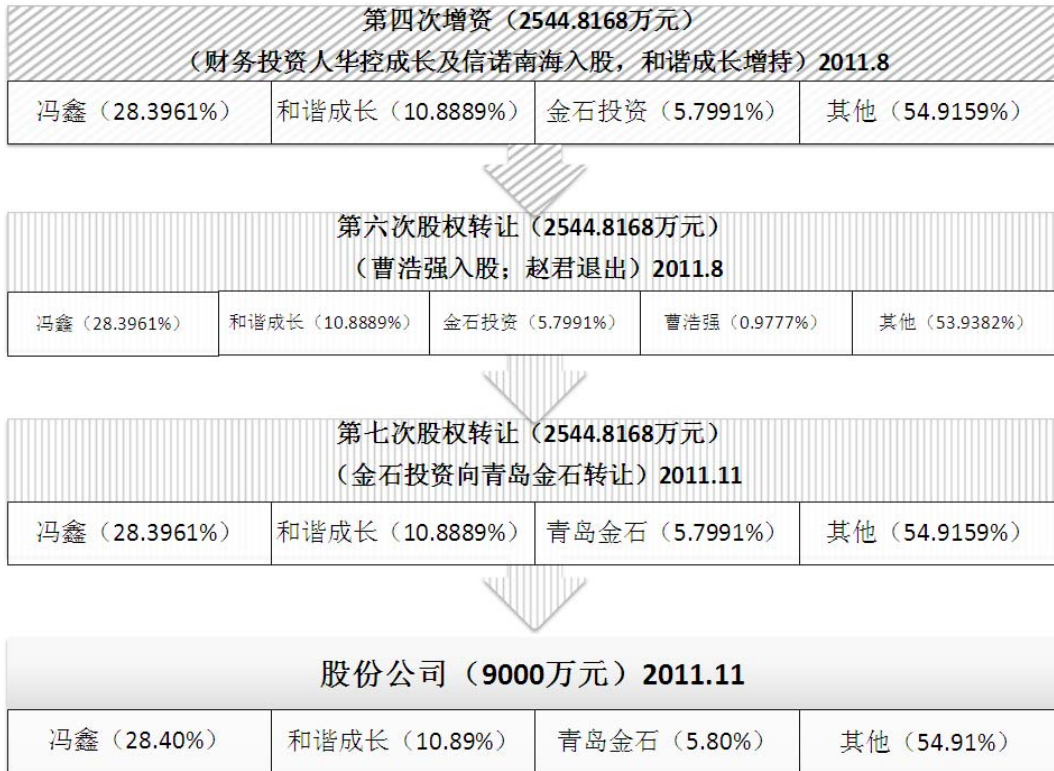 第四次增资（2544.8168万元）
（财务投资人华控成长及信诺南海入股，和谐成长增持）2011.8
冯鑫（28.3961%） 和谐成长（10.8889%） 金石投资（5.7991%） 其他（54.9159%）
第六次股权转让（2544.8168万元）
（曹浩强入股；赵君退出）2011.8
冯鑫（28.3961%） 和谐成长（10.8889%） 金石投资（5.7991%） 曹浩强（0.9777%） 其他（53.9382%）
第七次股权转让（2544.8168万元）
（金石投资向青岛金石转让）2011.11
冯鑫（28.3961%） 和谐成长（10.8889%） 青岛金石（5.7991%） 其他（54.9159%）
股份公司（9000万元）2011.11
冯鑫（28.40%） 和谐成长（10.89%） 青岛金石（5.80%） 其他（54.91%）